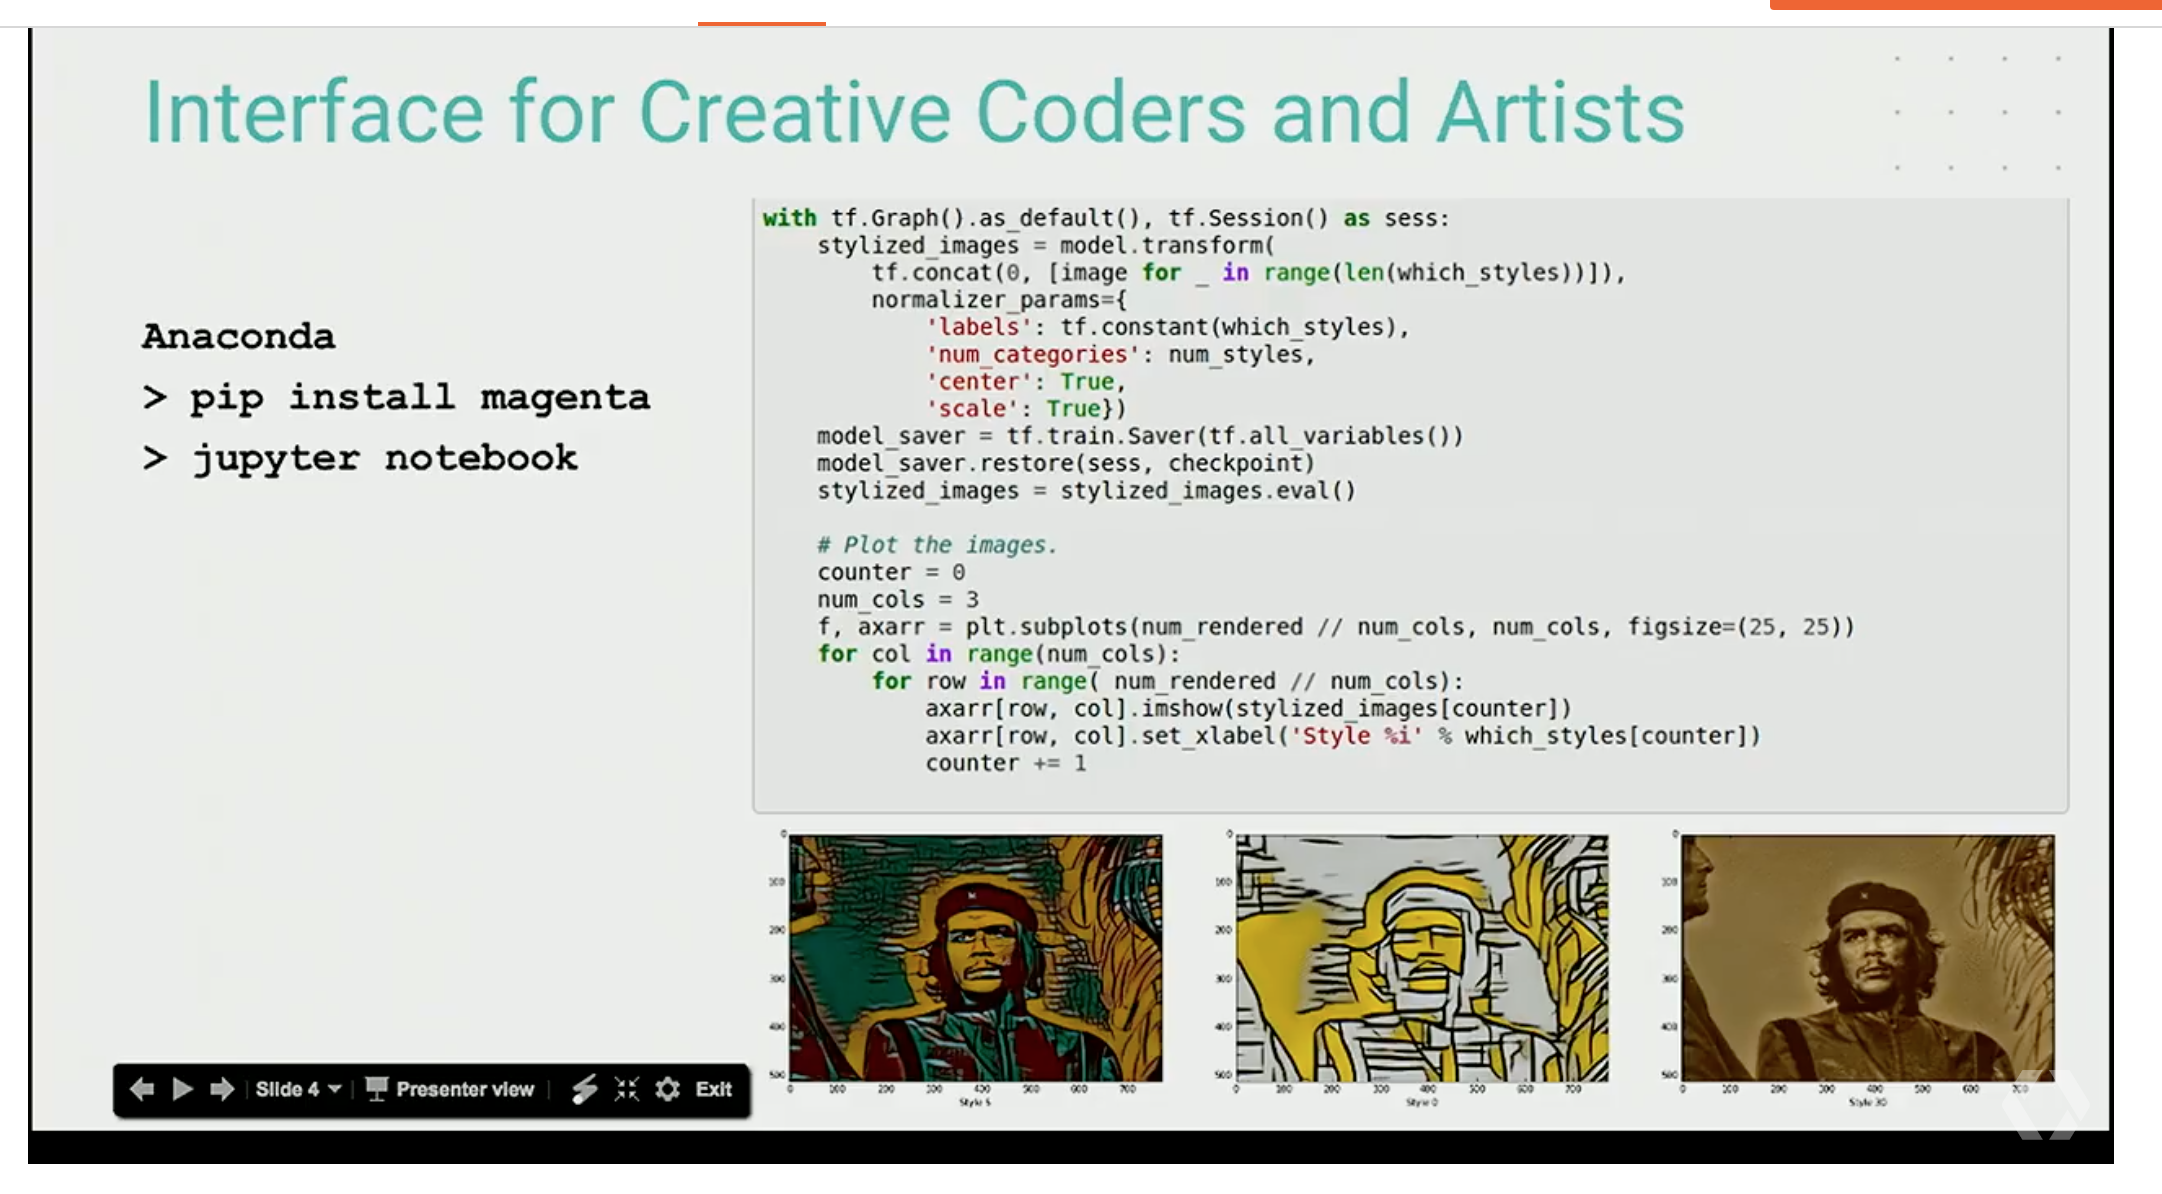 Interface for Creative Coders and Artists
Anaconda
> pip install magenta
> jupyter notebook
with tf.Graph().as_default(), tf.Session() as sess:
    stylized_images = model.transform(
        tf.concat(0, [image for _ in range(len(which_styles))]),
        normalizer_params={
            'labels': tf.constant(which_styles),
            'num_categories': num_styles,
            'center': True,
            'scale': True})
    model_saver = tf.train.Saver(tf.all_variables())
    model_saver.restore(sess, checkpoint)
    stylized_images = stylized_images.eval()

    # Plot the images.
    counter = 0
    num_cols = 3
    f, axarr = plt.subplots(num_rendered // num_cols, num_cols, figsize=(25, 25))
    for col in range(num_cols):
        for row in range( num_rendered // num_cols):
            axarr[row, col].imshow(stylized_images[counter])
            axarr[row, col].set_xlabel('Style %i' % which_styles[counter])
            counter += 1
0
100
200
300
400
500
0 100 200 300 400 500 600 700
Style 5
0
100
200
300
400
500
0 100 200 300 400 500 600 700
Style 0
0
100
200
300
400
500
0 100 200 300 400 500 600 700
Style 30
Slide 4
Presenter view
Exit